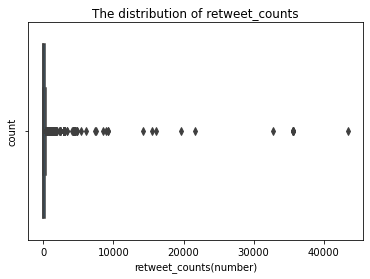 The distribution of retweet_counts
count
0 10000 20000 30000 40000
retweet_counts(number)